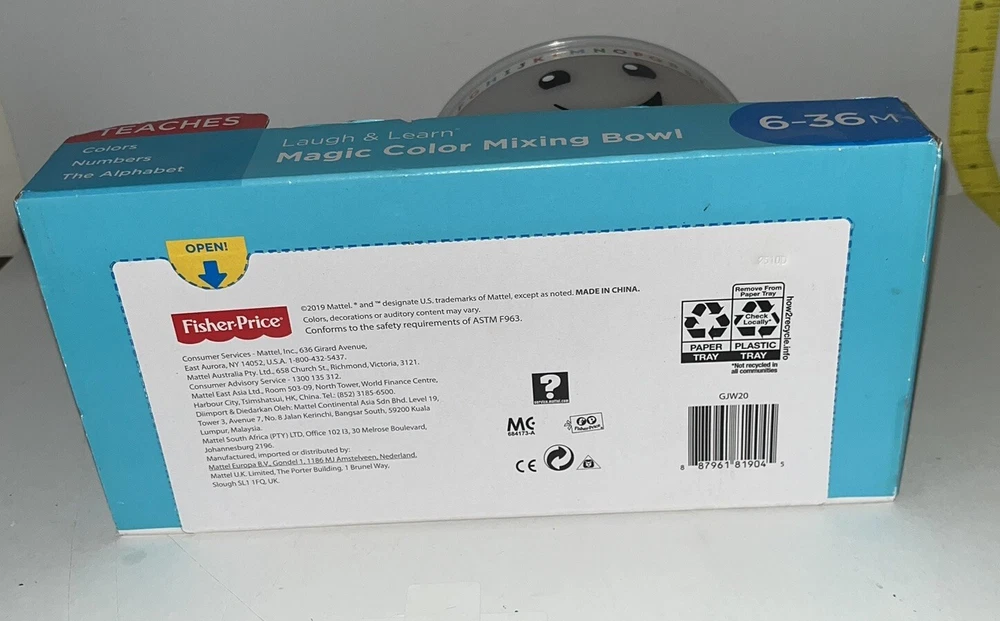 H I J K M N O P
TEACHES
Colors
Numbers
The Alphabet
Laugh & Learn™
Magic Color Mixing Bowl
6-36M
OPEN!
Fisher-Price®
©2019 Mattel. ® and ™ designate U.S. trademarks of Mattel, except as noted. MADE IN CHINA.
Colors, decorations or auditory content may vary.
Conforms to the safety requirements of ASTM F963.
Consumer Services - Mattel, Inc., 636 Girard Avenue,
East Aurora, NY 14052, U.S.A. 1-800-432-5437.
Mattel Australia Pty. Ltd., 658 Church St., Richmond, Victoria, 3121.
Consumer Advisory Service - 1300 135 312.
Mattel East Asia Ltd., Room 503-09, North Tower, World Finance Centre,
Harbour City, Tsimshatsui, HK, China. Tel.: (852) 3185-6500.
Diimport & Diedarkan Oleh: Mattel Continental Asia Sdn Bhd. Level 19,
Tower 3, Avenue 7, No. 8 Jalan Kerinchi, Bangsar South, 59200 Kuala
Lumpur, Malaysia.
Mattel South Africa (PTY) LTD, Office 102 I3, 30 Melrose Boulevard,
Johannesburg 2196.
Manufactured, imported or distributed by:
Mattel Europa B.V., Gondel 1, 1186 MJ Amstelveen, Nederland.
Mattel U.K. Limited, The Porter Building, 1 Brunel Way,
Slough SL1 1FQ, UK.
?
service.mattel.com
MC
684173-A
FP
Fisher-Price
CE
Remove From
Paper Tray
Check
Locally*
PAPER
TRAY
PLASTIC
TRAY
*Not recycled in
all communities
how2recycle.info
GJW20
8 87961 81904 5